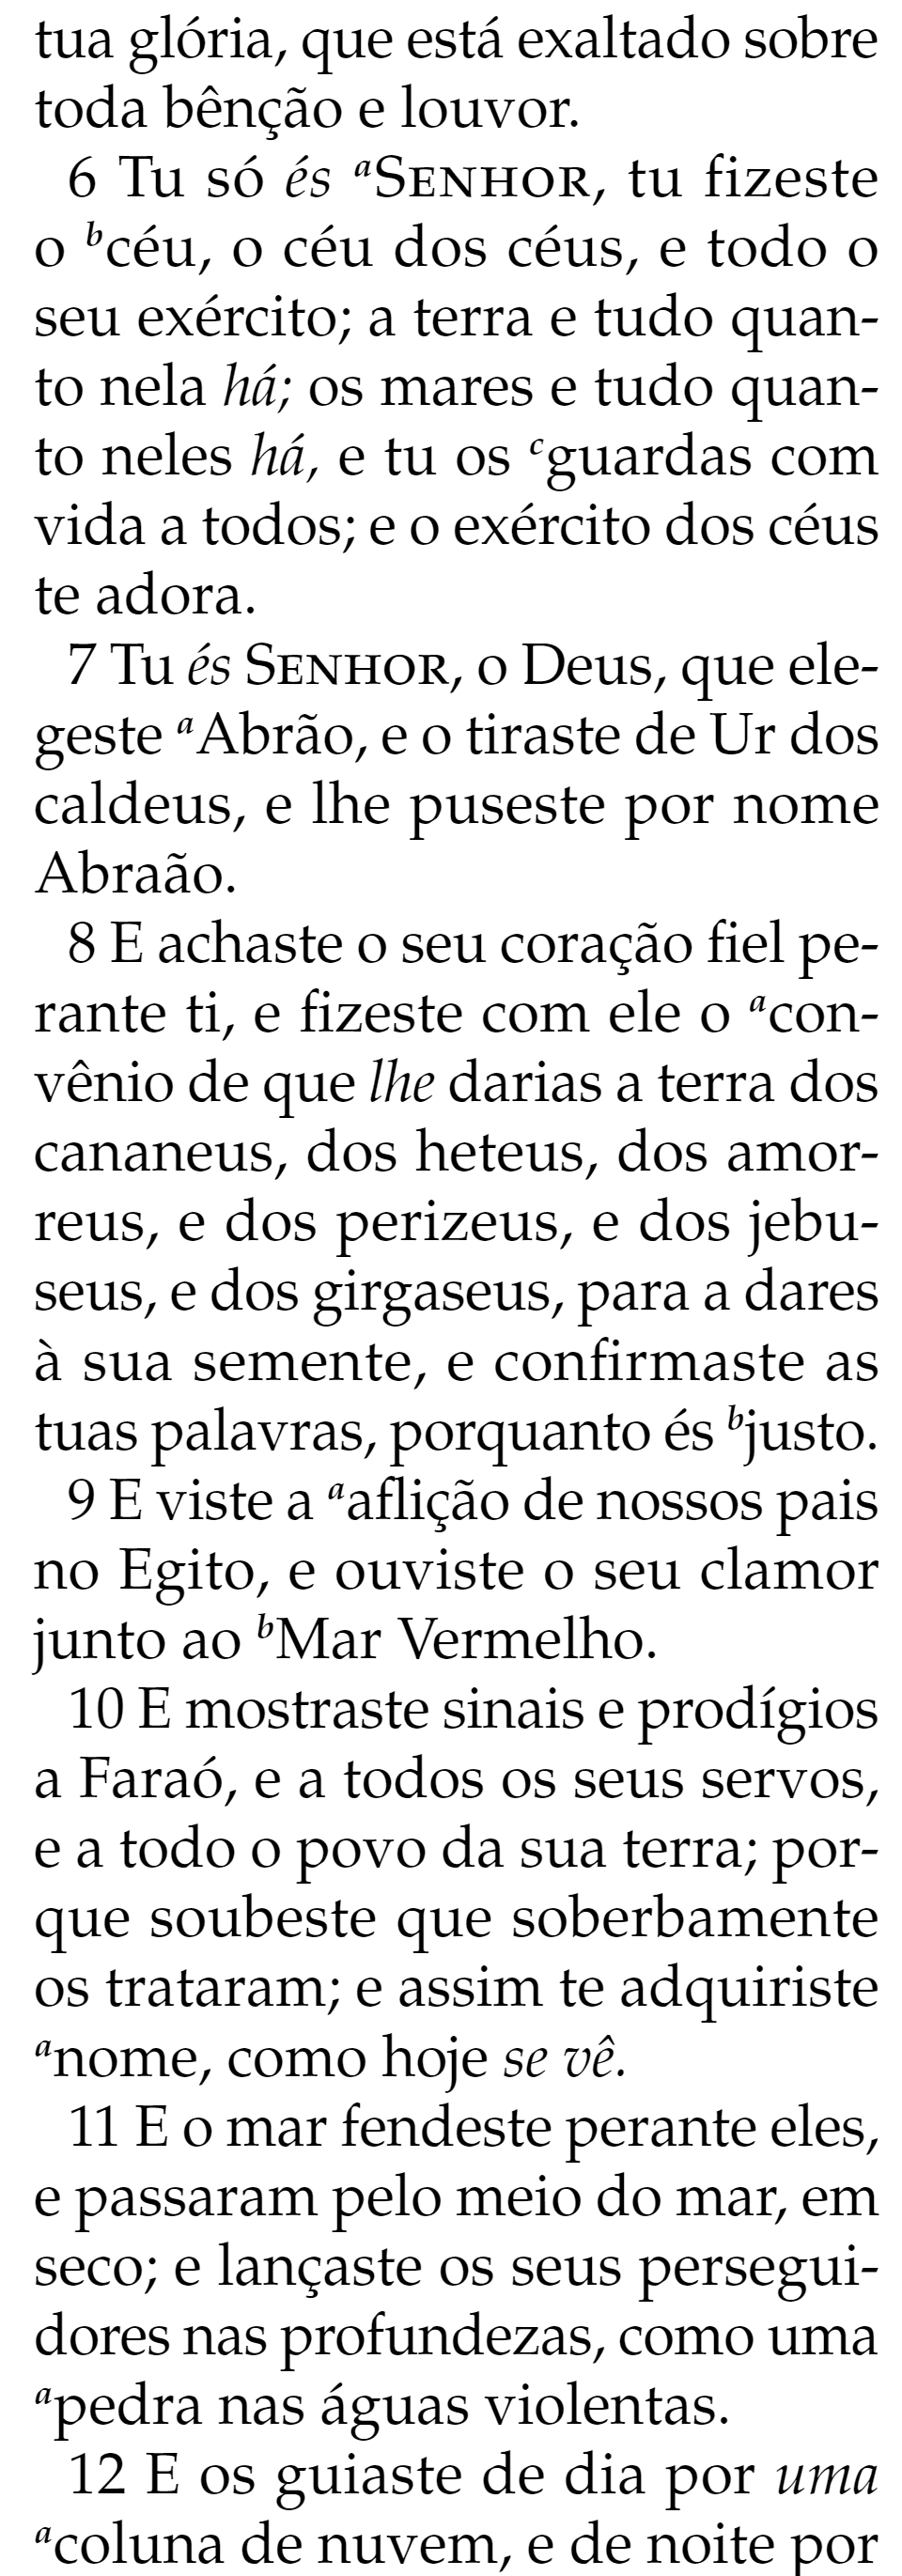 tua glória, que está exaltado sobre
toda bênção e louvor.
6 Tu só és aSENHOR, tu fizeste
o bcéu, o céu dos céus, e todo o
seu exército; a terra e tudo quan-
to nela há; os mares e tudo quan-
to neles há, e tu os cguardas com
vida a todos; e o exército dos céus
te adora.
7 Tu és SENHOR, o Deus, que ele-
geste aAbrão, e o tiraste de Ur dos
caldeus, e lhe puseste por nome
Abraão.
8 E achaste o seu coração fiel pe-
rante ti, e fizeste com ele o acon-
vênio de que lhe darias a terra dos
cananeus, dos heteus, dos amor-
reus, e dos perizeus, e dos jebu-
seus, e dos girgaseus, para a dares
à sua semente, e confirmaste as
tuas palavras, porquanto és bjusto.
9 E viste a aaflição de nossos pais
no Egito, e ouviste o seu clamor
junto ao bMar Vermelho.
10 E mostraste sinais e prodígios
a Faraó, e a todos os seus servos,
e a todo o povo da sua terra; por-
que soubeste que soberbamente
os trataram; e assim te adquiriste
anome, como hoje se vê.
11 E o mar fendeste perante eles,
e passaram pelo meio do mar, em
seco; e lançaste os seus persegui-
dores nas profundezas, como uma
apedra nas águas violentas.
12 E os guiaste de dia por uma
acoluna de nuvem, e de noite por